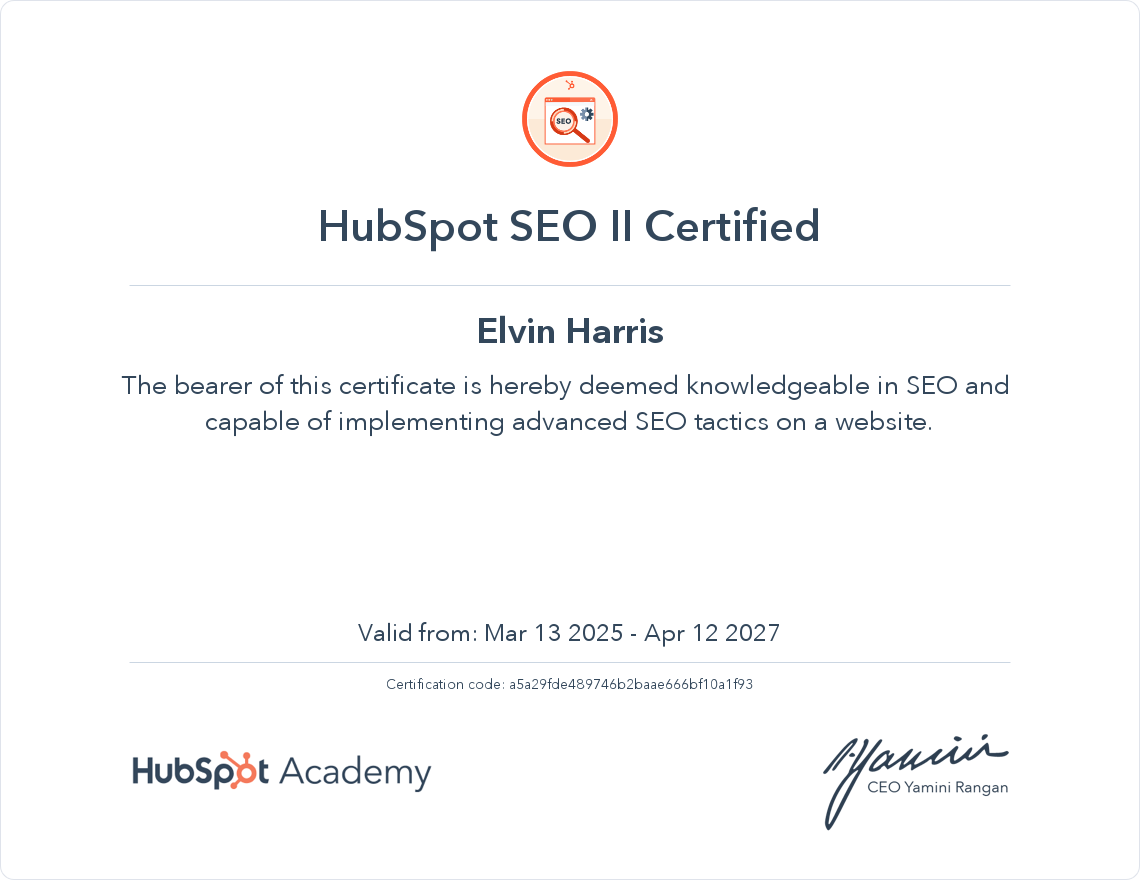 SEO
HubSpot SEO II Certified
Elvin Harris
The bearer of this certificate is hereby deemed knowledgeable in SEO and
capable of implementing advanced SEO tactics on a website.
Valid from: Mar 13 2025 - Apr 12 2027
Certification code: a5a29fde489746b2baae666bf10a1f93
HubSpot Academy
Yamini
CEO Yamini Rangan